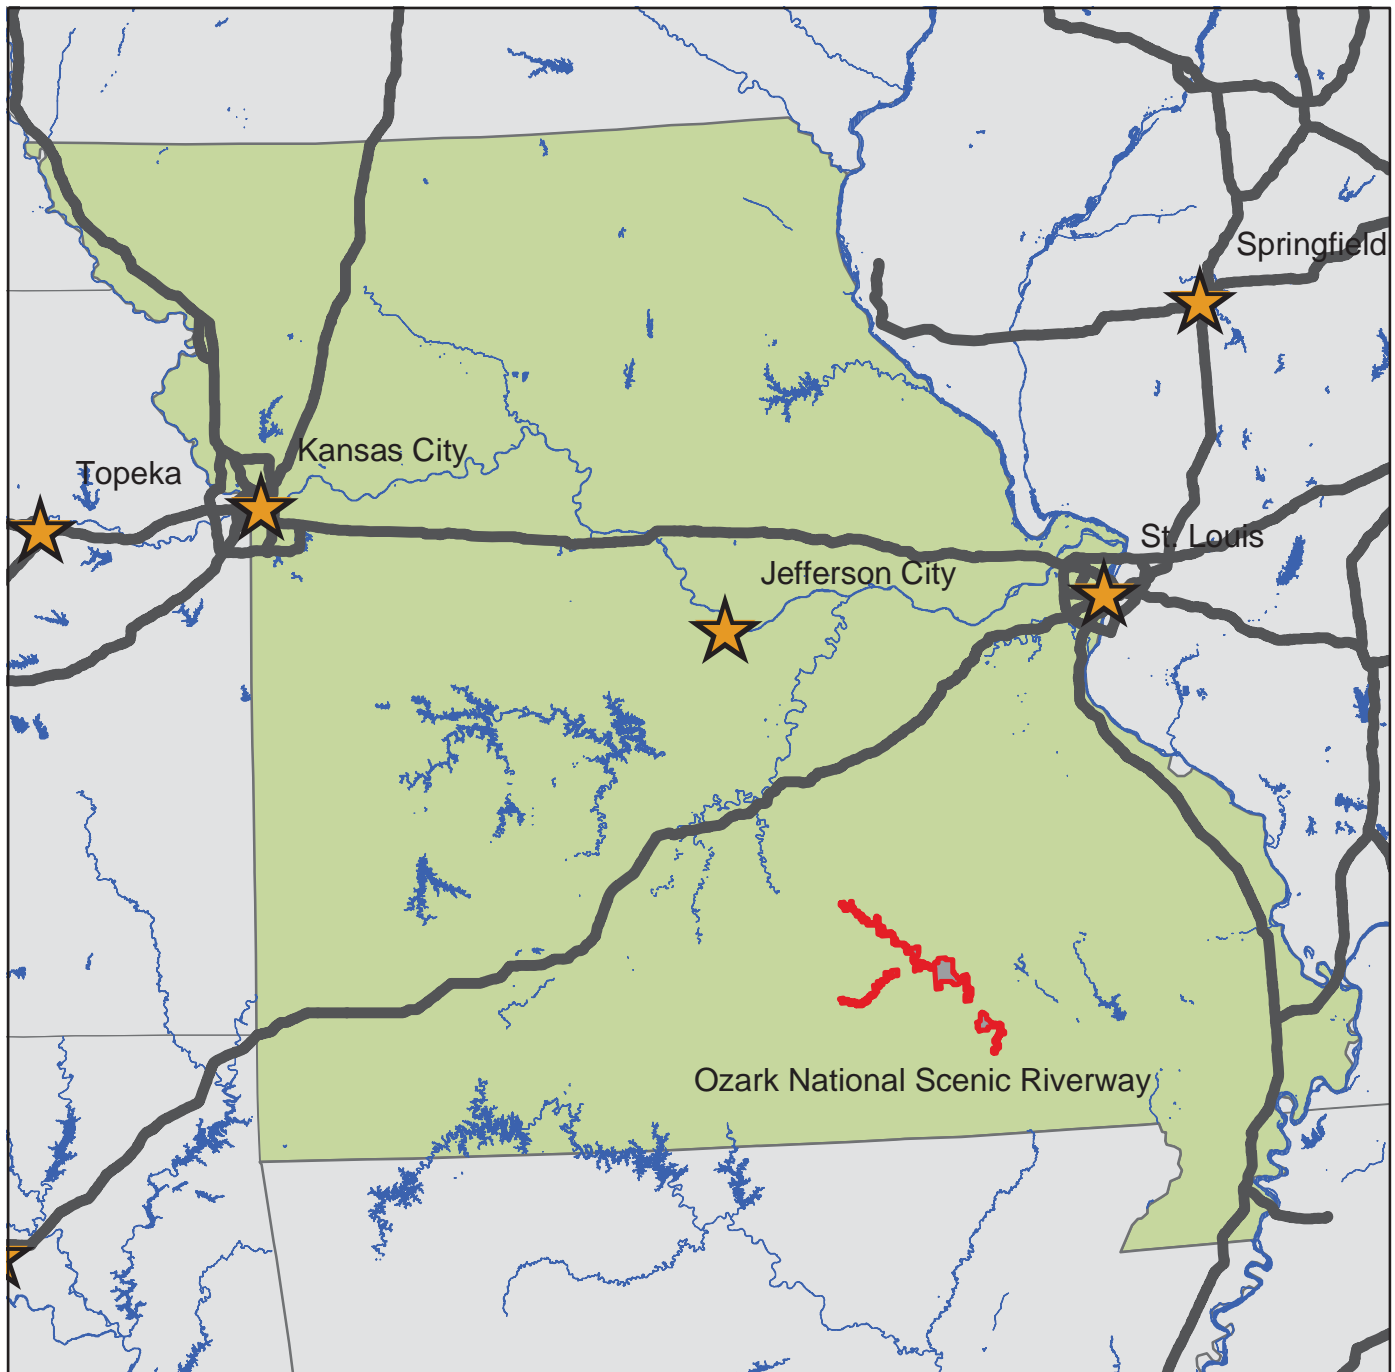 Springfield
Kansas City
Topeka
St. Louis
Jefferson City
Ozark National Scenic Riverway